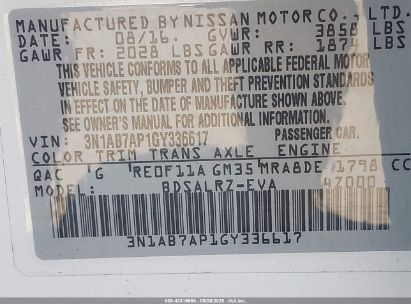 MANUFACTURED BY NISSAN MOTOR CO., LTD.
DATE: 08/16. GVWR: 3858 LBS
GAWR FR: 2028 LBS GAWR RR: 1874 LBS
THIS VEHICLE CONFORMS TO ALL APPLICABLE FEDERAL MOTOR
VEHICLE SAFETY, BUMPER AND THEFT PREVENTION STANDARDS
IN EFFECT ON THE DATE OF MANUFACTURE SHOWN ABOVE.
SEE OWNER'S MANUAL FOR ADDITIONAL INFORMATION.
VIN: 3N1AB7AP1GY336617 PASSENGER CAR.
COLOR TRIM TRANS AXLE ENGINE
QAC G RE0F11A GM35 MRA8DE 1798 CC
BDSALRZ-EVA 4Z000
3N1AB7AP1GY336617